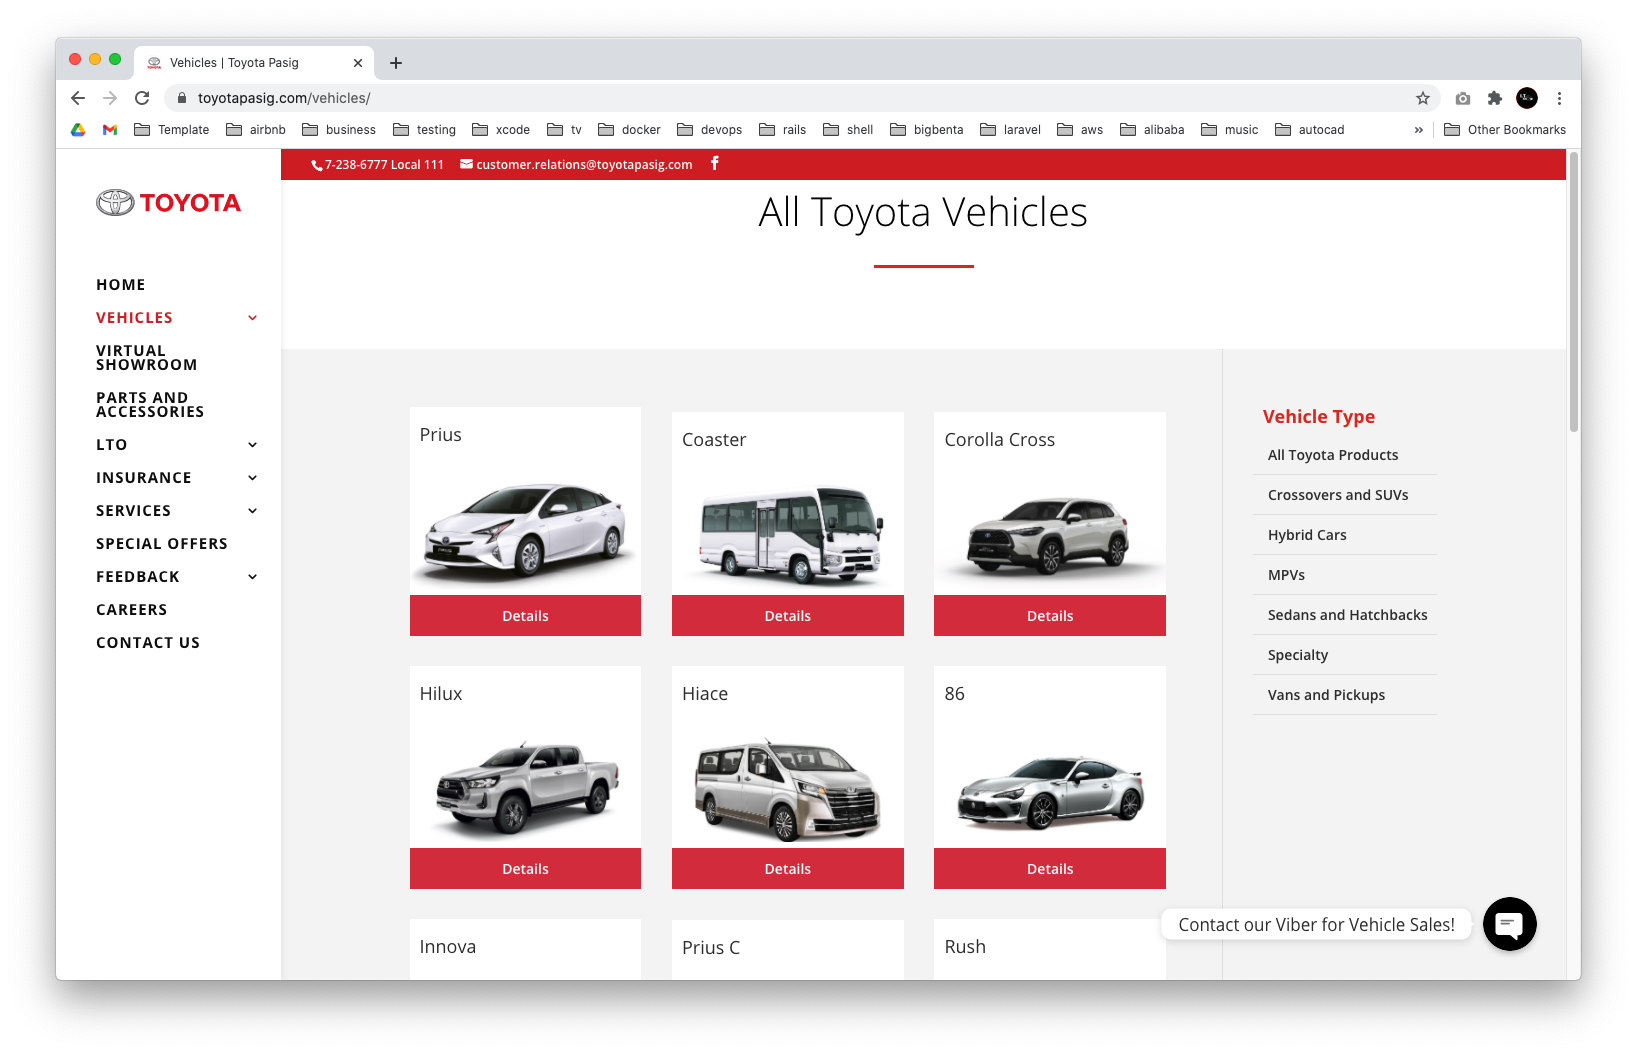 Vehicles | Toyota Pasig
toyotapasig.com/vehicles/
Template airbnb business testing xcode tv docker devops rails shell bigbenta laravel aws alibaba music autocad » Other Bookmarks
7-238-6777 Local 111 customer.relations@toyotapasig.com
TOYOTA
HOME
VEHICLES
VIRTUAL
SHOWROOM
PARTS AND
ACCESSORIES
LTO
INSURANCE
SERVICES
SPECIAL OFFERS
FEEDBACK
CAREERS
CONTACT US
All Toyota Vehicles
Prius
Details
Coaster
Details
Corolla Cross
Details
Hilux
Details
Hiace
Details
86
Details
Innova
Prius C
Rush
Vehicle Type
All Toyota Products
Crossovers and SUVs
Hybrid Cars
MPVs
Sedans and Hatchbacks
Specialty
Vans and Pickups
Contact our Viber for Vehicle Sales!